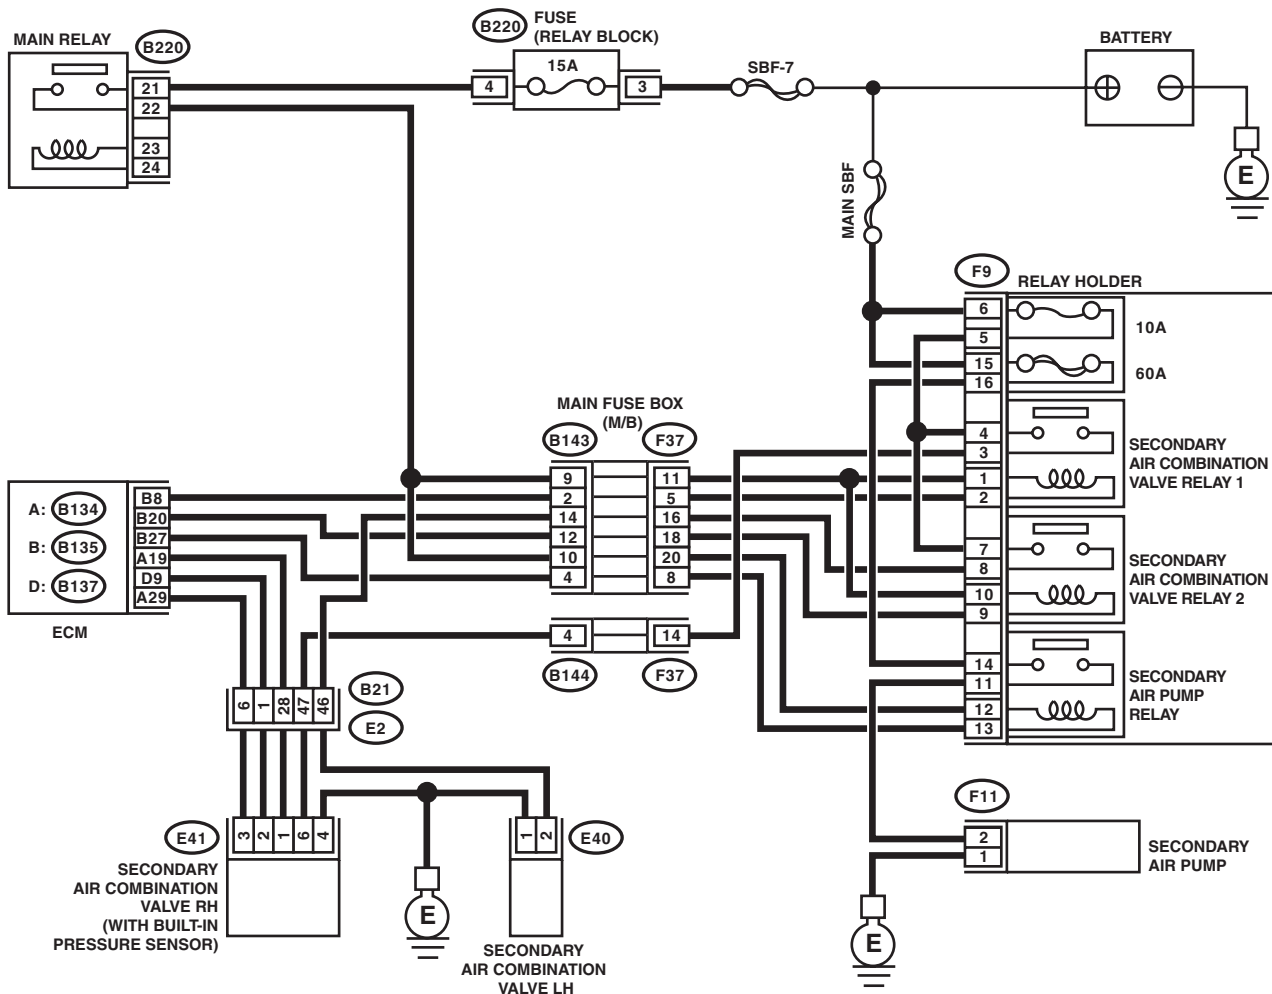 MAIN RELAY
B220
21
22
23
24
B220
FUSE
(RELAY BLOCK)
15A
4
3
SBF-7
BATTERY
E
MAIN SBF
F9
RELAY HOLDER
6
5
15
16
4
3
1
2
7
8
10
9
14
11
12
13
10A
60A
SECONDARY
AIR COMBINATION
VALVE RELAY 1
SECONDARY
AIR COMBINATION
VALVE RELAY 2
SECONDARY
AIR PUMP
RELAY
MAIN FUSE BOX
(M/B)
B143
F37
9
2
14
12
10
4
11
5
16
18
20
8
4
14
B144
F37
A: B134
B: B135
D: B137
B8
B20
B27
A19
D9
A29
ECM
6 1 28 47 46
B21
E2
E41
3 2 1 6 4
SECONDARY
AIR COMBINATION
VALVE RH
(WITH BUILT-IN
PRESSURE SENSOR)
E
1 2
E40
SECONDARY
AIR COMBINATION
VALVE LH
F11
2
1
SECONDARY
AIR PUMP
E